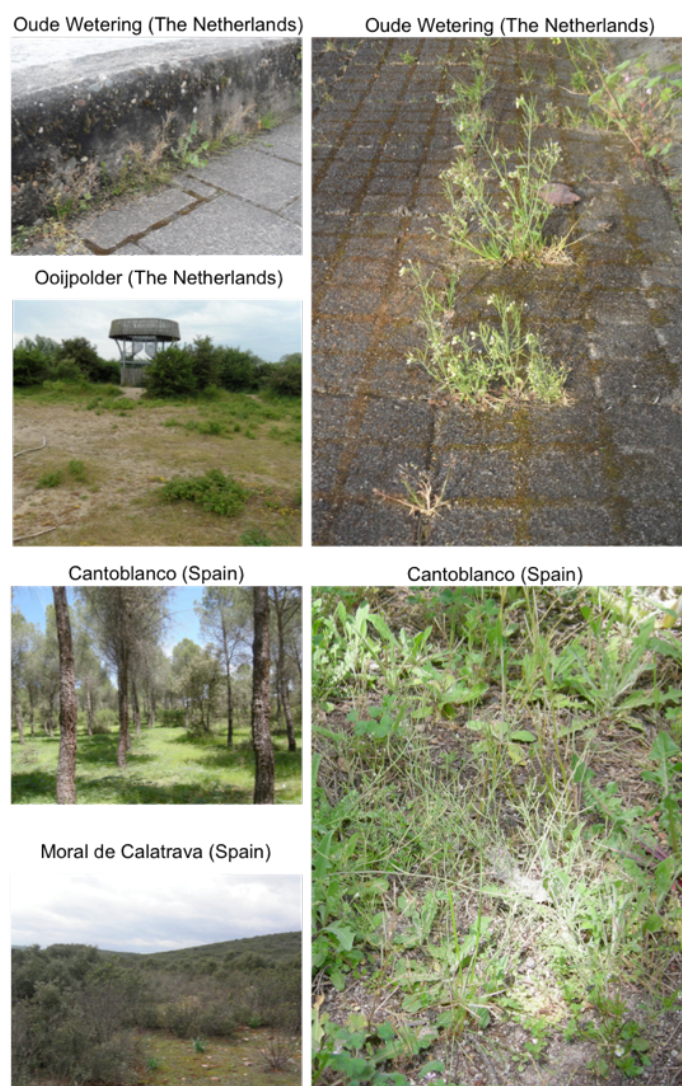 Oude Wetering (The Netherlands)
Oude Wetering (The Netherlands)
Ooijpolder (The Netherlands)
Cantoblanco (Spain)
Cantoblanco (Spain)
Moral de Calatrava (Spain)